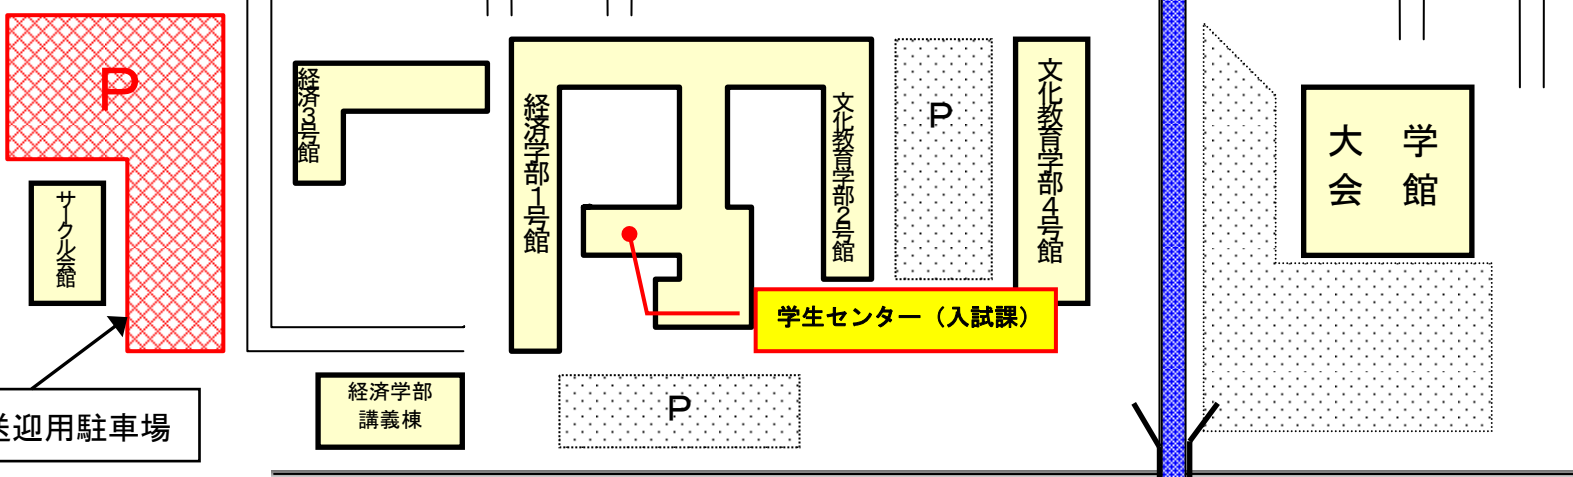 P
経済3号館
サークル会館
経済学部1号館
文化教育学部2号館
P
文化教育学部4号館
大 学
会 館
学生センター（入試課）
経済学部
講義棟
P
送迎用駐車場